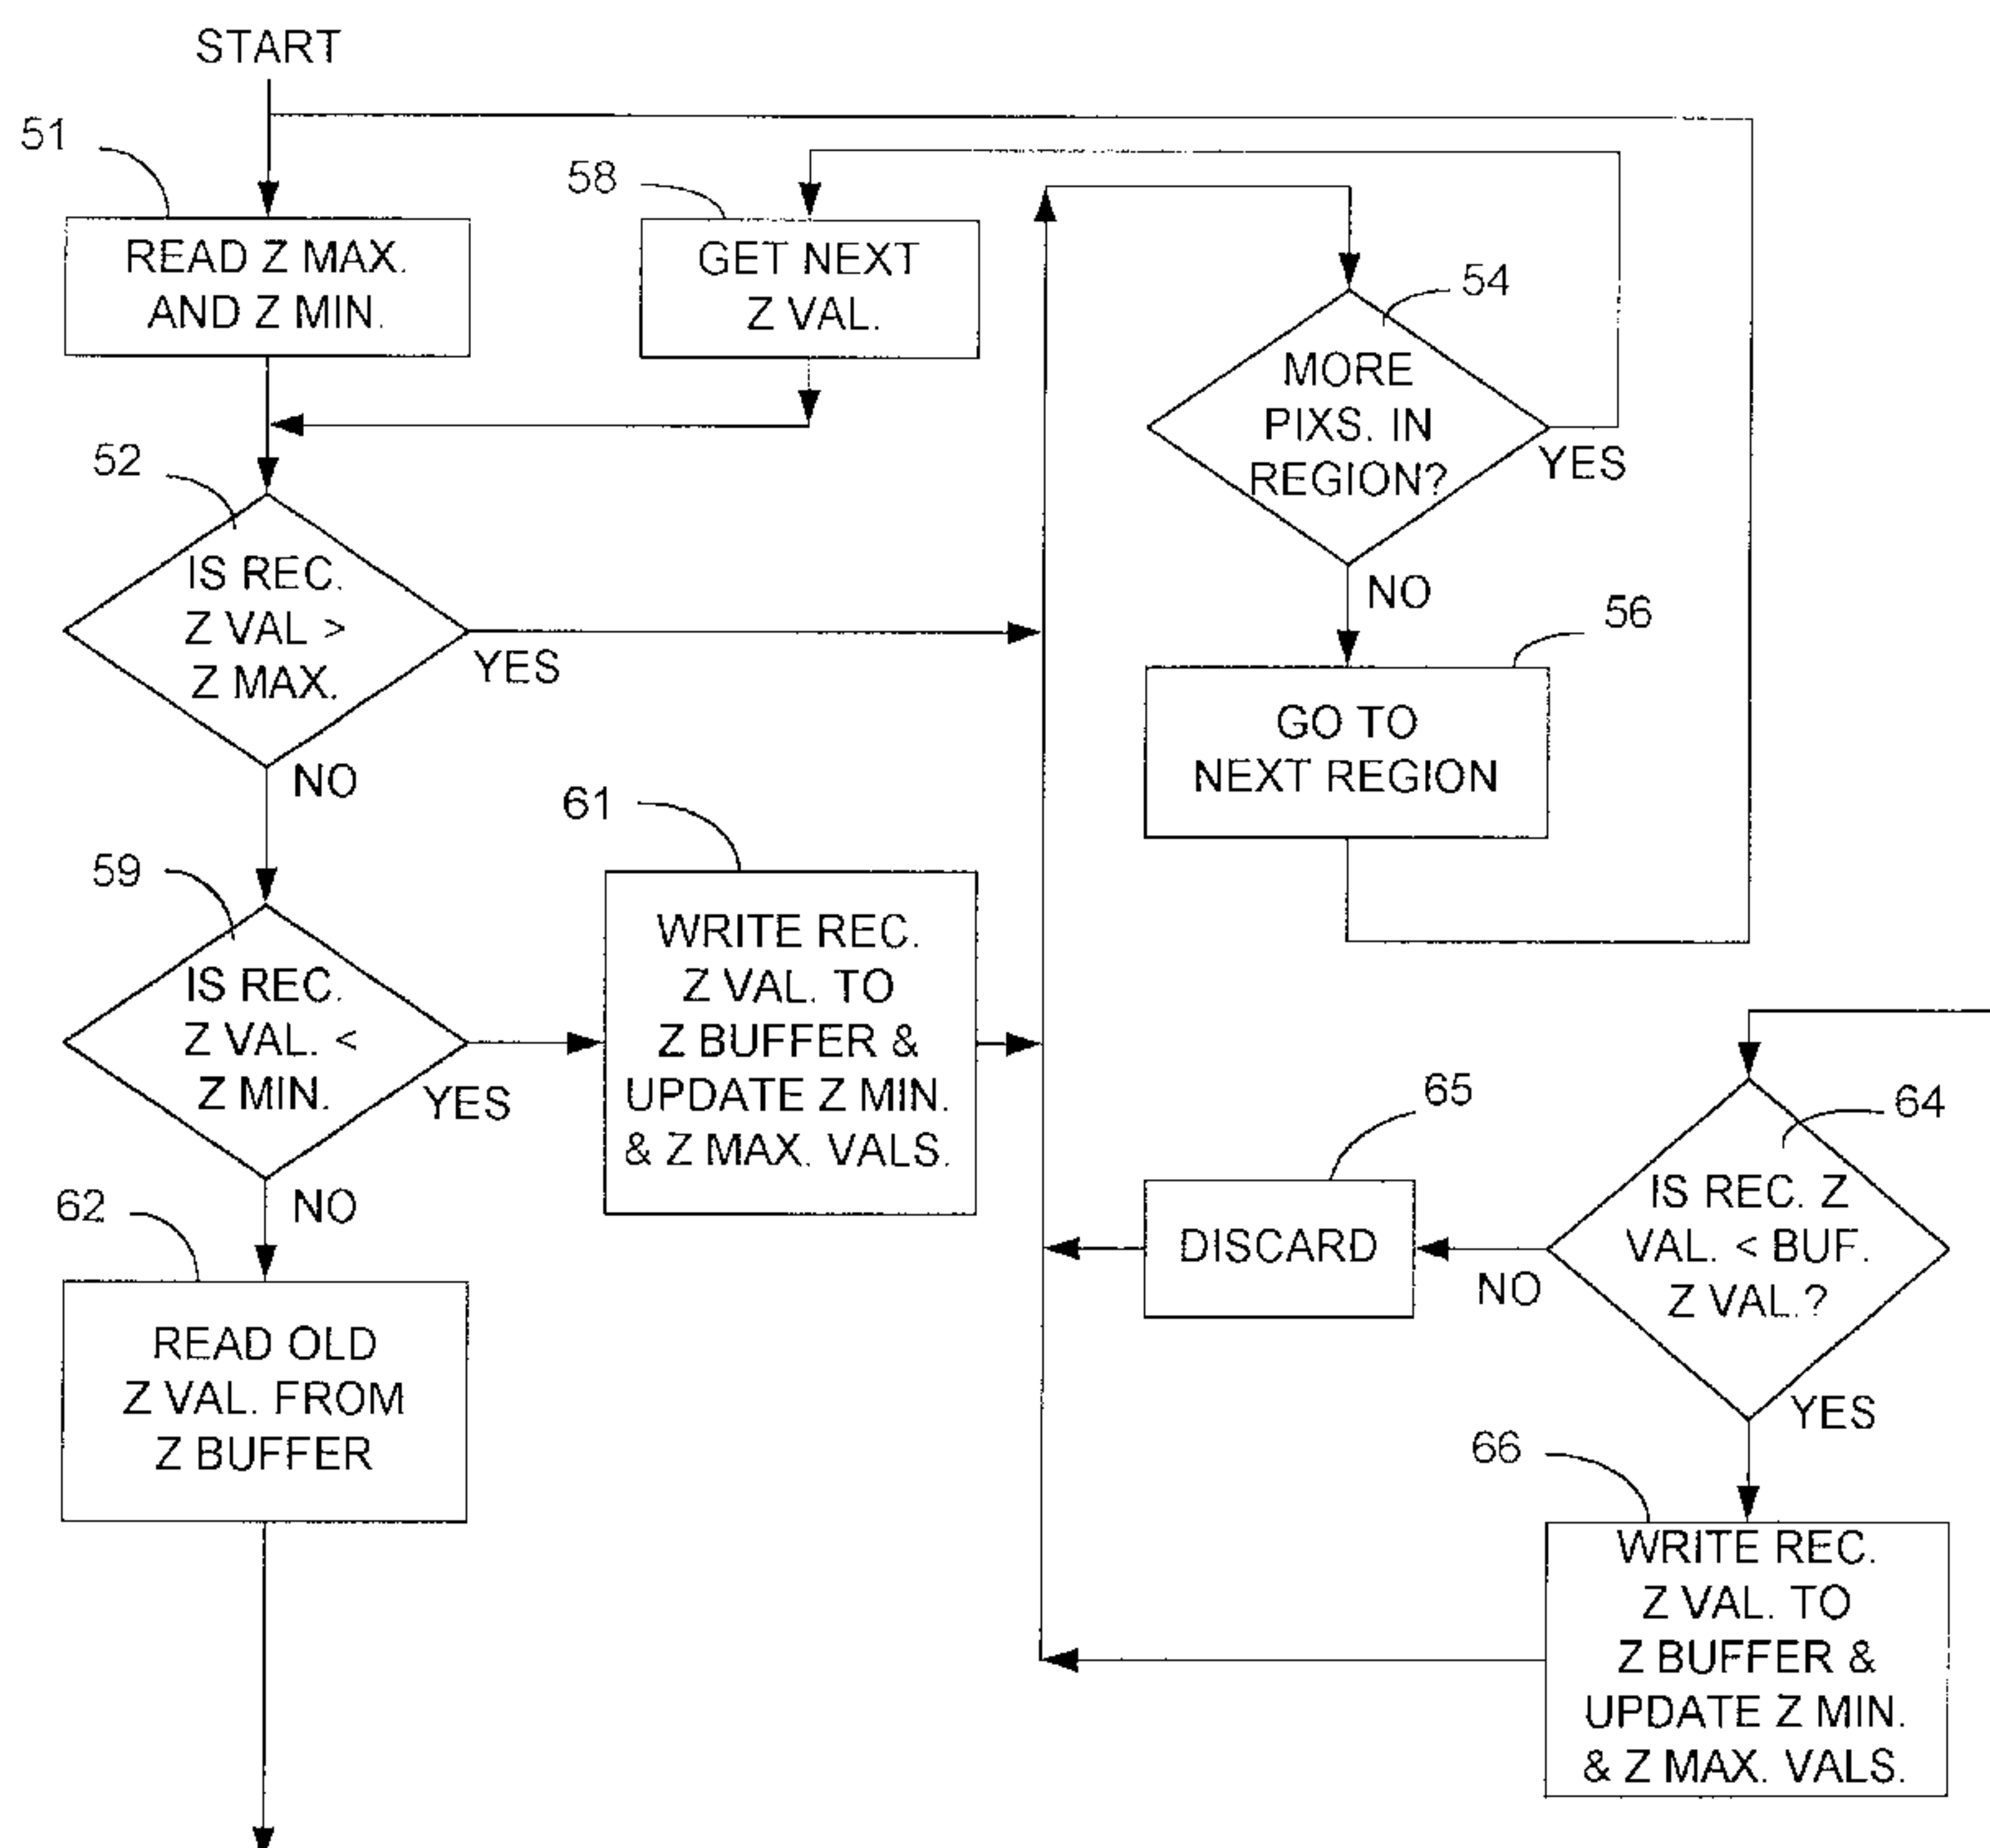 START
51
READ Z MAX.
AND Z MIN.
58
GET NEXT
Z VAL.
54
MORE
PIXS. IN
REGION?
YES
NO
52
IS REC.
Z VAL >
Z MAX.
YES
NO
56
GO TO
NEXT REGION
59
IS REC.
Z VAL. <
Z MIN.
YES
NO
61
WRITE REC.
Z VAL. TO
Z BUFFER &
UPDATE Z MIN.
& Z MAX. VALS.
62
READ OLD
Z VAL. FROM
Z BUFFER
64
IS REC. Z
VAL. < BUF.
Z VAL.?
NO
YES
65
DISCARD
66
WRITE REC.
Z VAL. TO
Z BUFFER &
UPDATE Z MIN.
& Z MAX. VALS.